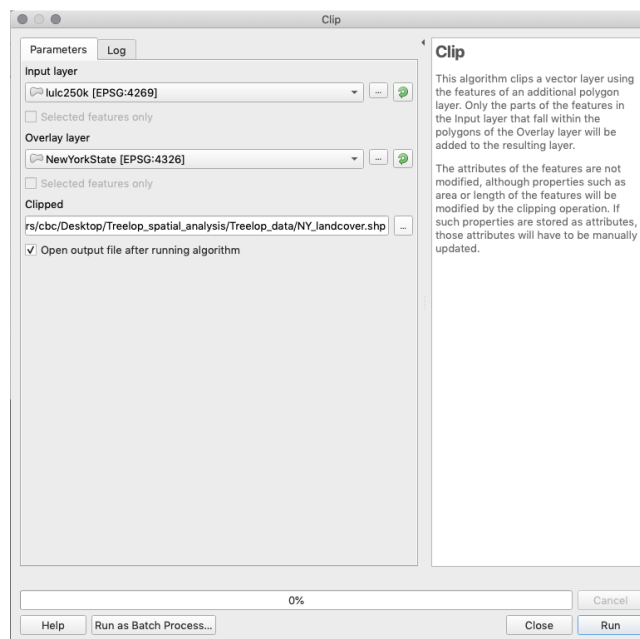 Clip
Parameters
Log
Input layer
lulc250k [EPSG:4269]
...
Selected features only
Overlay layer
NewYorkState [EPSG:4326]
...
Selected features only
Clipped
rs/cbc/Desktop/Treelop_spatial_analysis/Treelop_data/NY_landcover.shp
...
Open output file after running algorithm
Clip
This algorithm clips a vector layer using
the features of an additional polygon
layer. Only the parts of the features in
the Input layer that fall within the
polygons of the Overlay layer will be
added to the resulting layer.
The attributes of the features are not
modified, although properties such as
area or length of the features will be
modified by the clipping operation. If
such properties are stored as attributes,
those attributes will have to be manually
updated.
0%
Cancel
Help
Run as Batch Process...
Close
Run